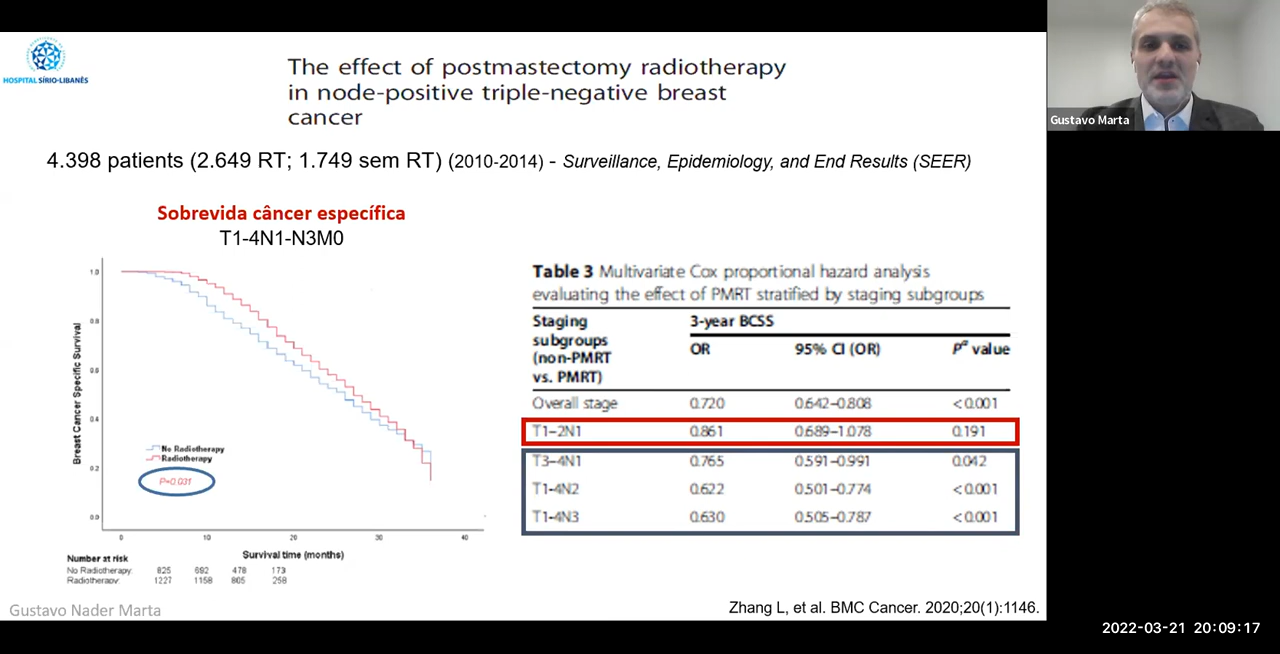 HOSPITAL SÍRIO-LIBANÊS
The effect of postmastectomy radiotherapy
in node-positive triple-negative breast
cancer
4.398 patients (2.649 RT; 1.749 sem RT) (2010-2014) - Surveillance, Epidemiology, and End Results (SEER)
Sobrevida câncer específica
T1-4N1-N3M0
Breast Cancer Specific Survival
1.0
0.8
0.6
0.4
0.2
0.0
No Radiotherapy
Radiotherapy
P=0.031
0 10 20 30 40
Survival time (months)
Number at risk
No Radiotherapy: 825 692 478 173
Radiotherapy: 1227 1158 805 258
Table 3 Multivariate Cox proportional hazard analysis
evaluating the effect of PMRT stratified by staging subgroups
Staging
subgroups
(non-PMRT
vs. PMRT)
3-year BCSS
OR 95% CI (OR) Pª value
Overall stage 0.720 0.642–0.808 <0.001
T1–2N1 0.861 0.689–1.078 0.191
T3–4N1 0.765 0.591–0.991 0.042
T1-4N2 0.622 0.501–0.774 <0.001
T1-4N3 0.630 0.505–0.787 <0.001
Gustavo Nader Marta
Zhang L, et al. BMC Cancer. 2020;20(1):1146.
Gustavo Marta
2022-03-21 20:09:17